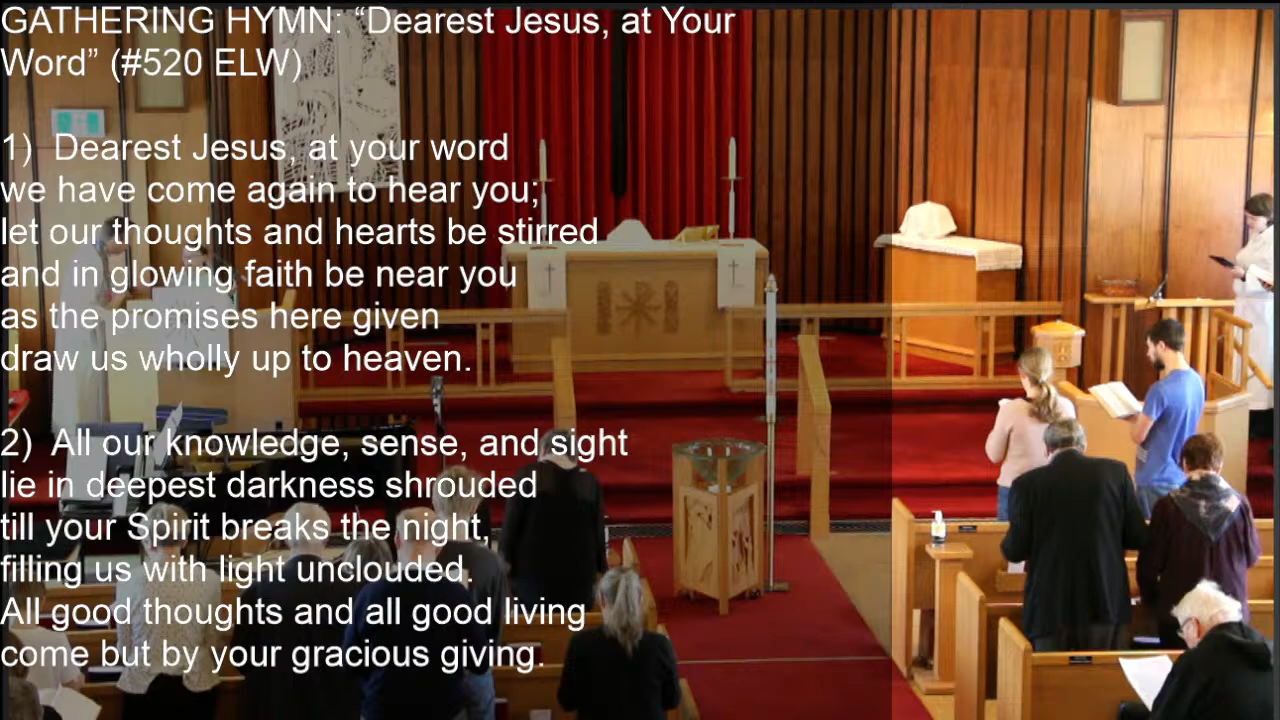 GATHERING HYMN: “Dearest Jesus, at Your
Word” (#520 ELW)
1)  Dearest Jesus, at your word
we have come again to hear you;
let our thoughts and hearts be stirred
and in glowing faith be near you
as the promises here given
draw us wholly up to heaven.
2)  All our knowledge, sense, and sight
lie in deepest darkness shrouded
till your Spirit breaks the night,
filling us with light unclouded.
All good thoughts and all good living
come but by your gracious giving.